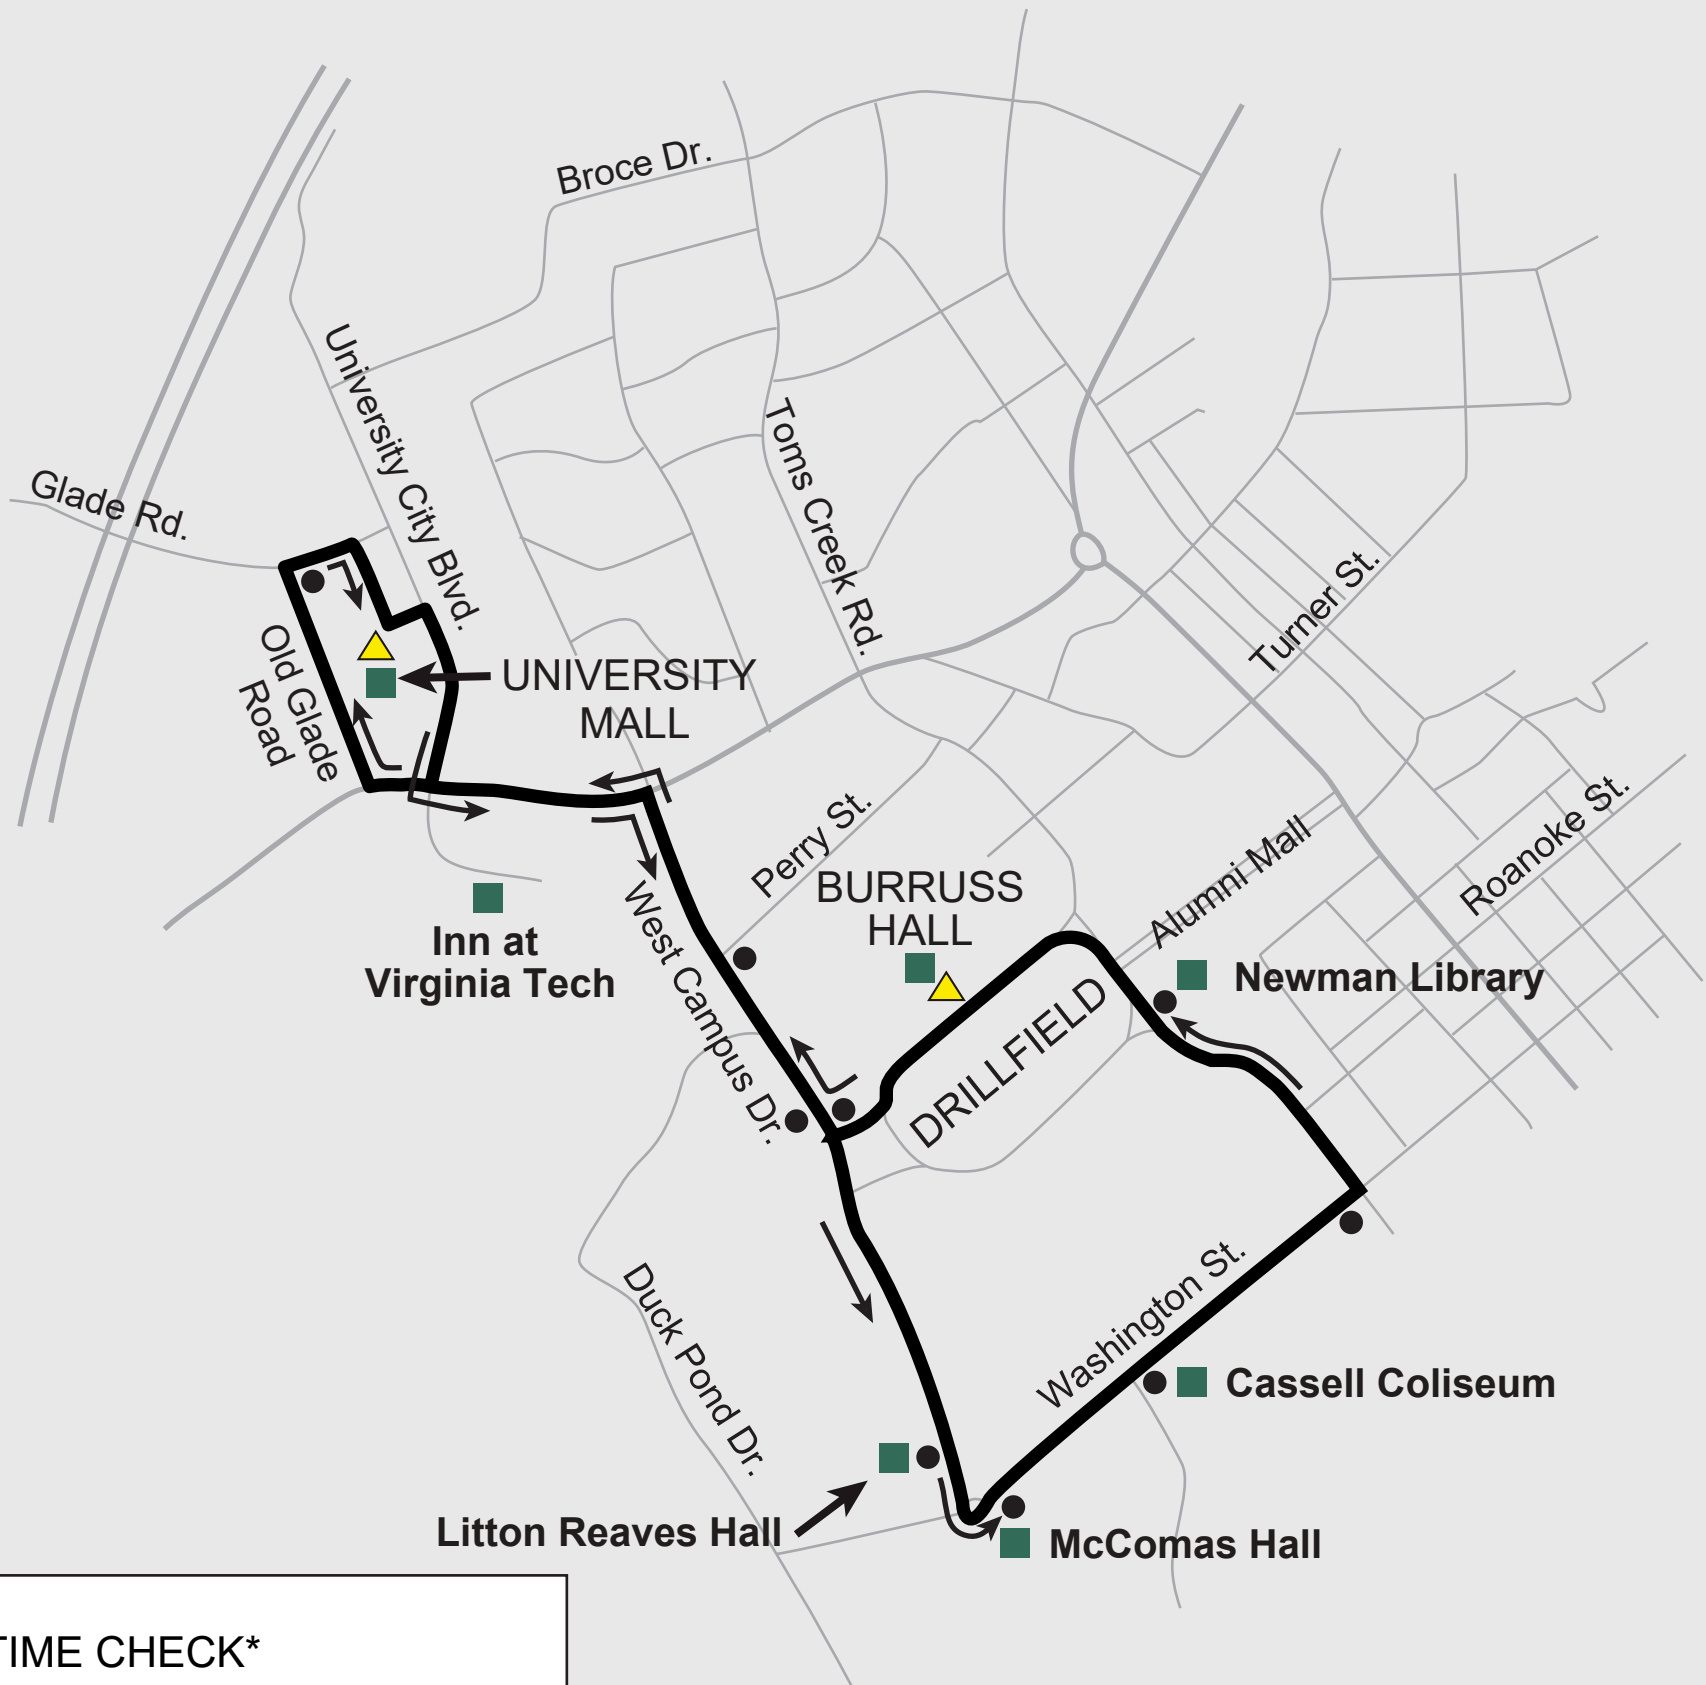 Broce Dr.
University City Blvd.
Toms Creek Rd.
Glade Rd.
Turner St.
Old Glade
Road
UNIVERSITY
MALL
Perry St.
Roanoke St.
Alumni Mall
BURRUSS
HALL
West Campus Dr.
Inn at
Virginia Tech
Newman Library
DRILLFIELD
Duck Pond Dr.
Washington St.
Cassell Coliseum
Litton Reaves Hall
McComas Hall
TIME CHECK*